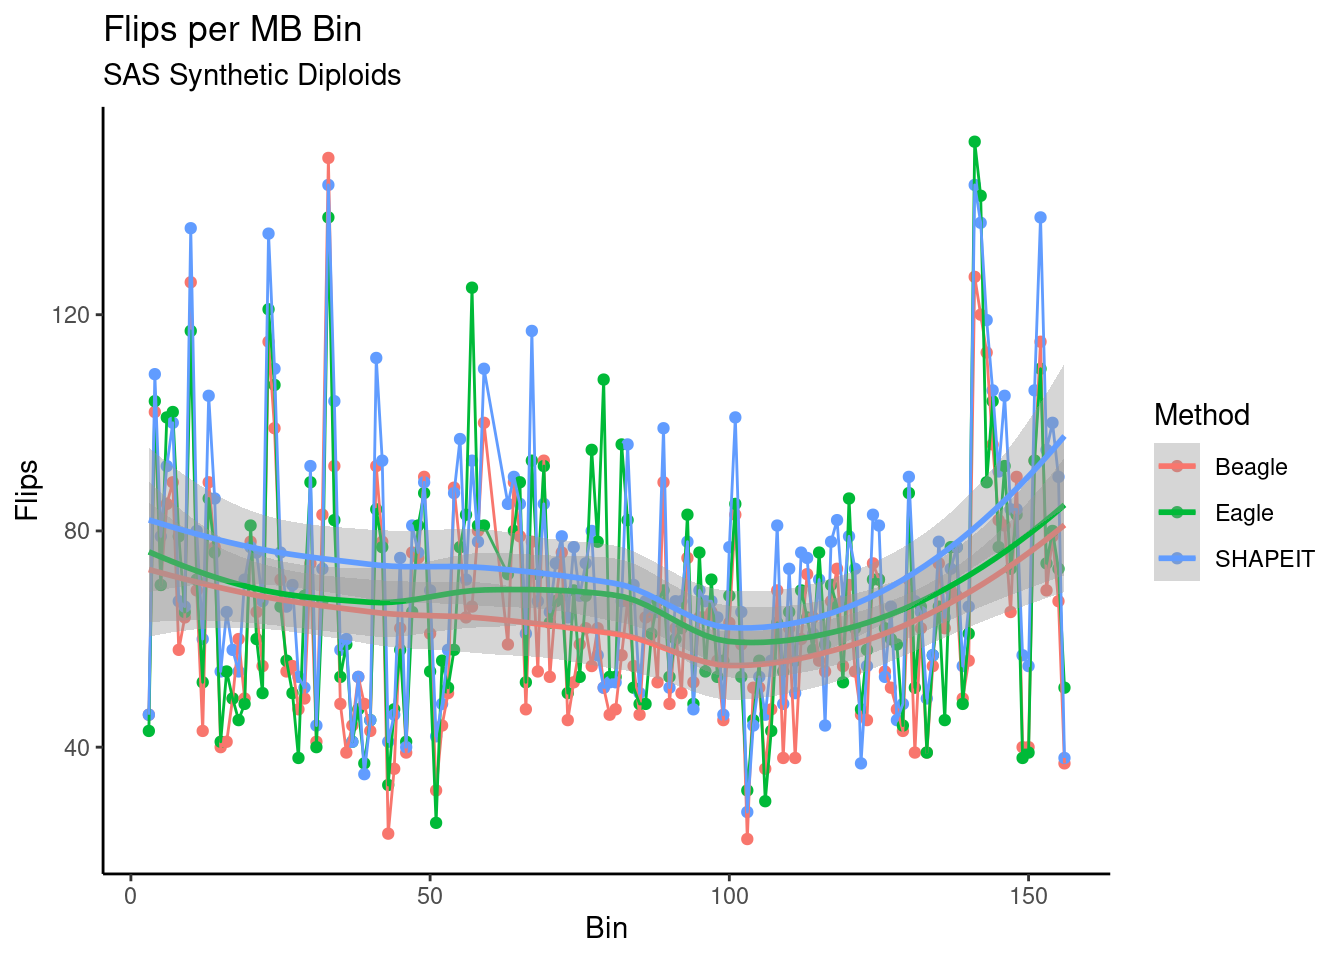 Flips per MB Bin
SAS Synthetic Diploids
Flips
120
80
40
0
50
100
150
Bin
Method
Beagle
Eagle
SHAPEIT